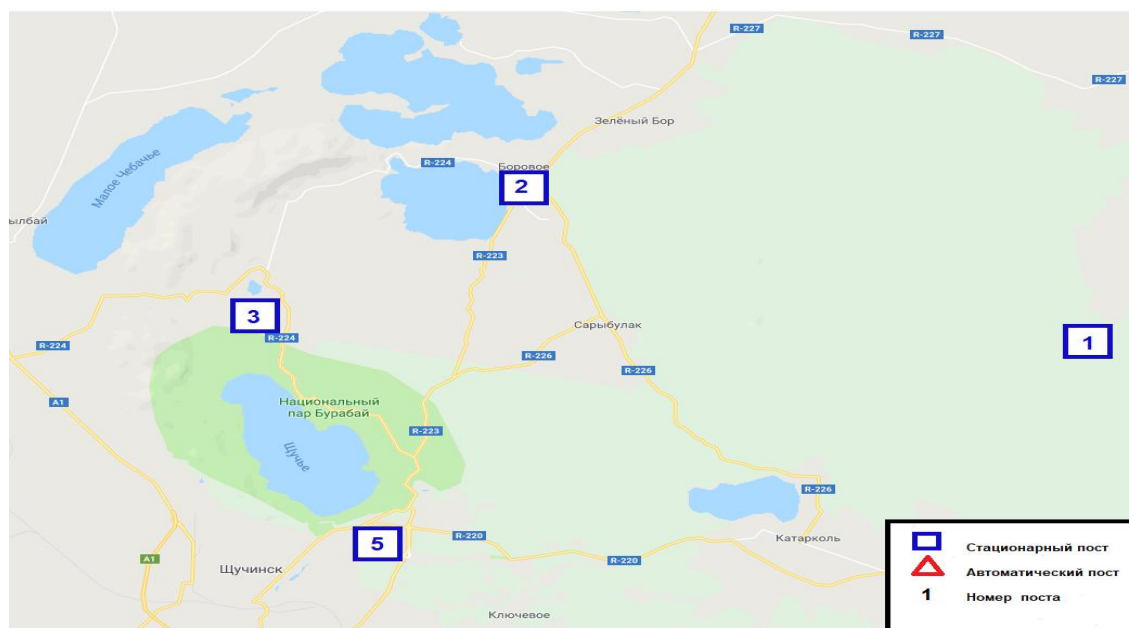 R-227
R-227
R-227
Зелёный Бор
R-224
Боровое
2
Малое Чебачье
ылбай
R-223
3
R-224
Сарыбулак
1
R-224
R-226
R-226
A1
Национальный
пар Бурабай
R-223
Щучье
R-226
5
R-220
Катарколь
A1
R-220
Щучинск
Ключевое
Стационарный пост
Автоматический пост
1 Номер поста